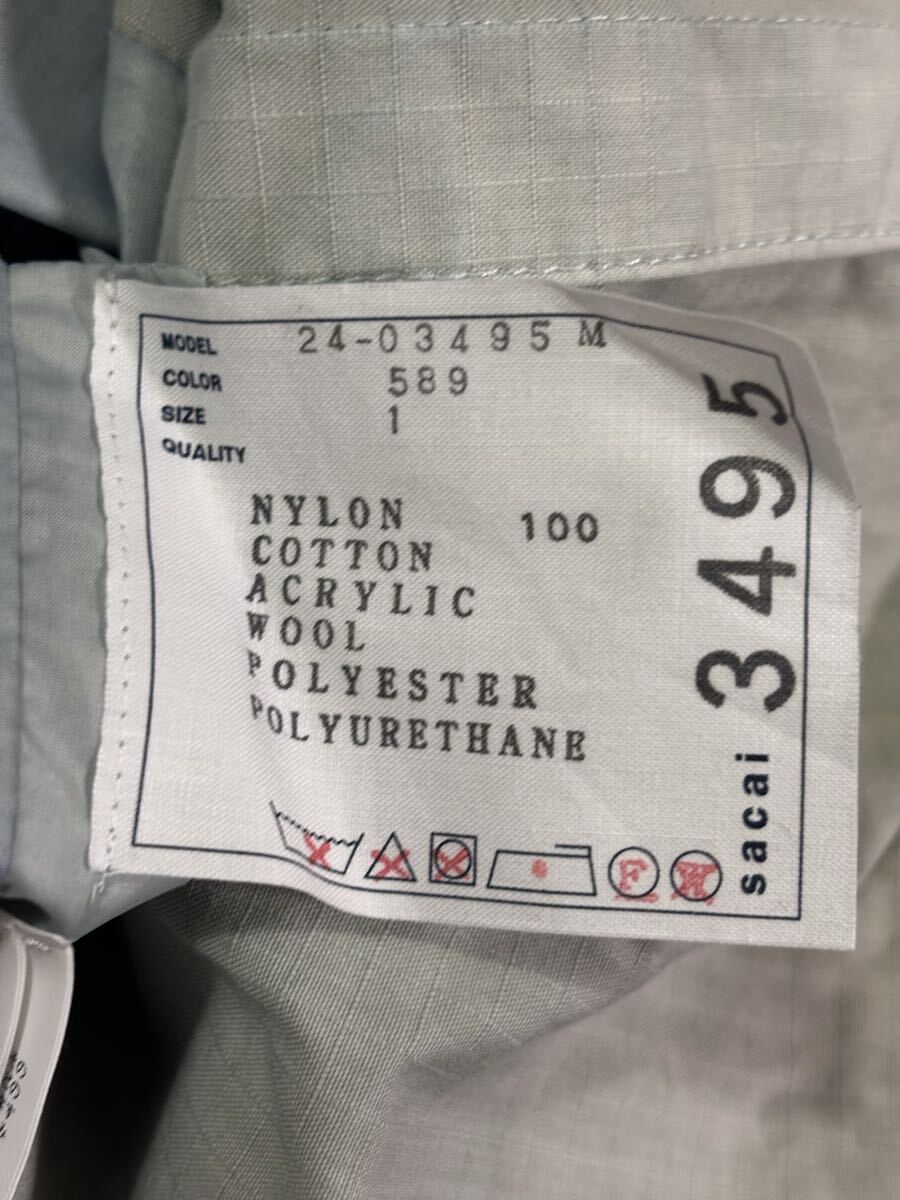 MODEL 24-03495 M
COLOR 589
SIZE 1
QUALITY
NYLON 100
COTTON
ACRYLIC
WOOL
POLYESTER
POLYURETHANE
F W
sacai 3495